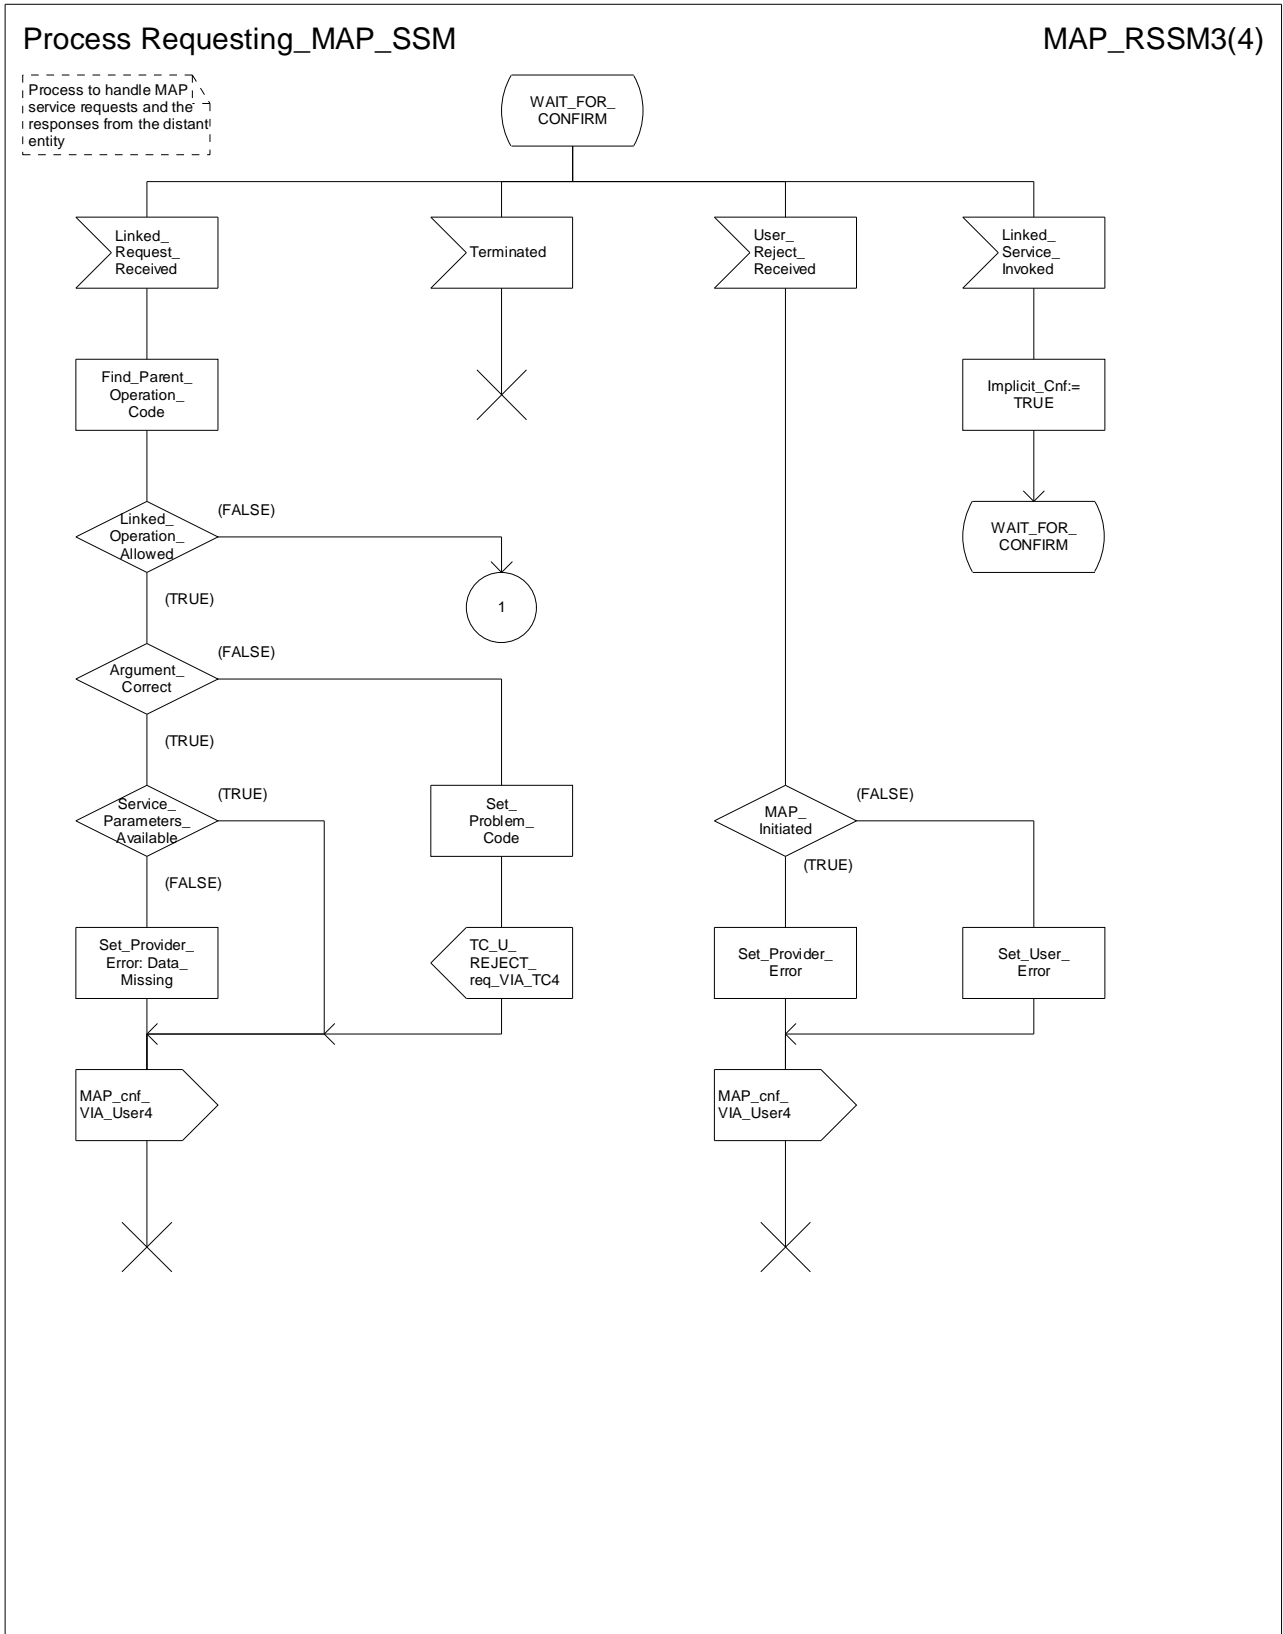 Process Requesting_MAP_SSM
MAP_RSSM3(4)
Process to handle MAP
service requests and the
responses from the distant
entity
WAIT_FOR_
CONFIRM
Linked_
Request_
Received
Terminated
User_
Reject_
Received
Linked_
Service_
Invoked
Find_Parent_
Operation_
Code
Implicit_Cnf:=
TRUE
Linked_
Operation_
Allowed
(FALSE)
WAIT_FOR_
CONFIRM
(TRUE)
1
Argument_
Correct
(FALSE)
(TRUE)
Service_
Parameters_
Available
(TRUE)
Set_
Problem_
Code
MAP_
Initiated
(FALSE)
(FALSE)
(TRUE)
Set_Provider_
Error: Data_
Missing
TC_U_
REJECT_
req_VIA_TC4
Set_Provider_
Error
Set_User_
Error
MAP_cnf_
VIA_User4
MAP_cnf_
VIA_User4